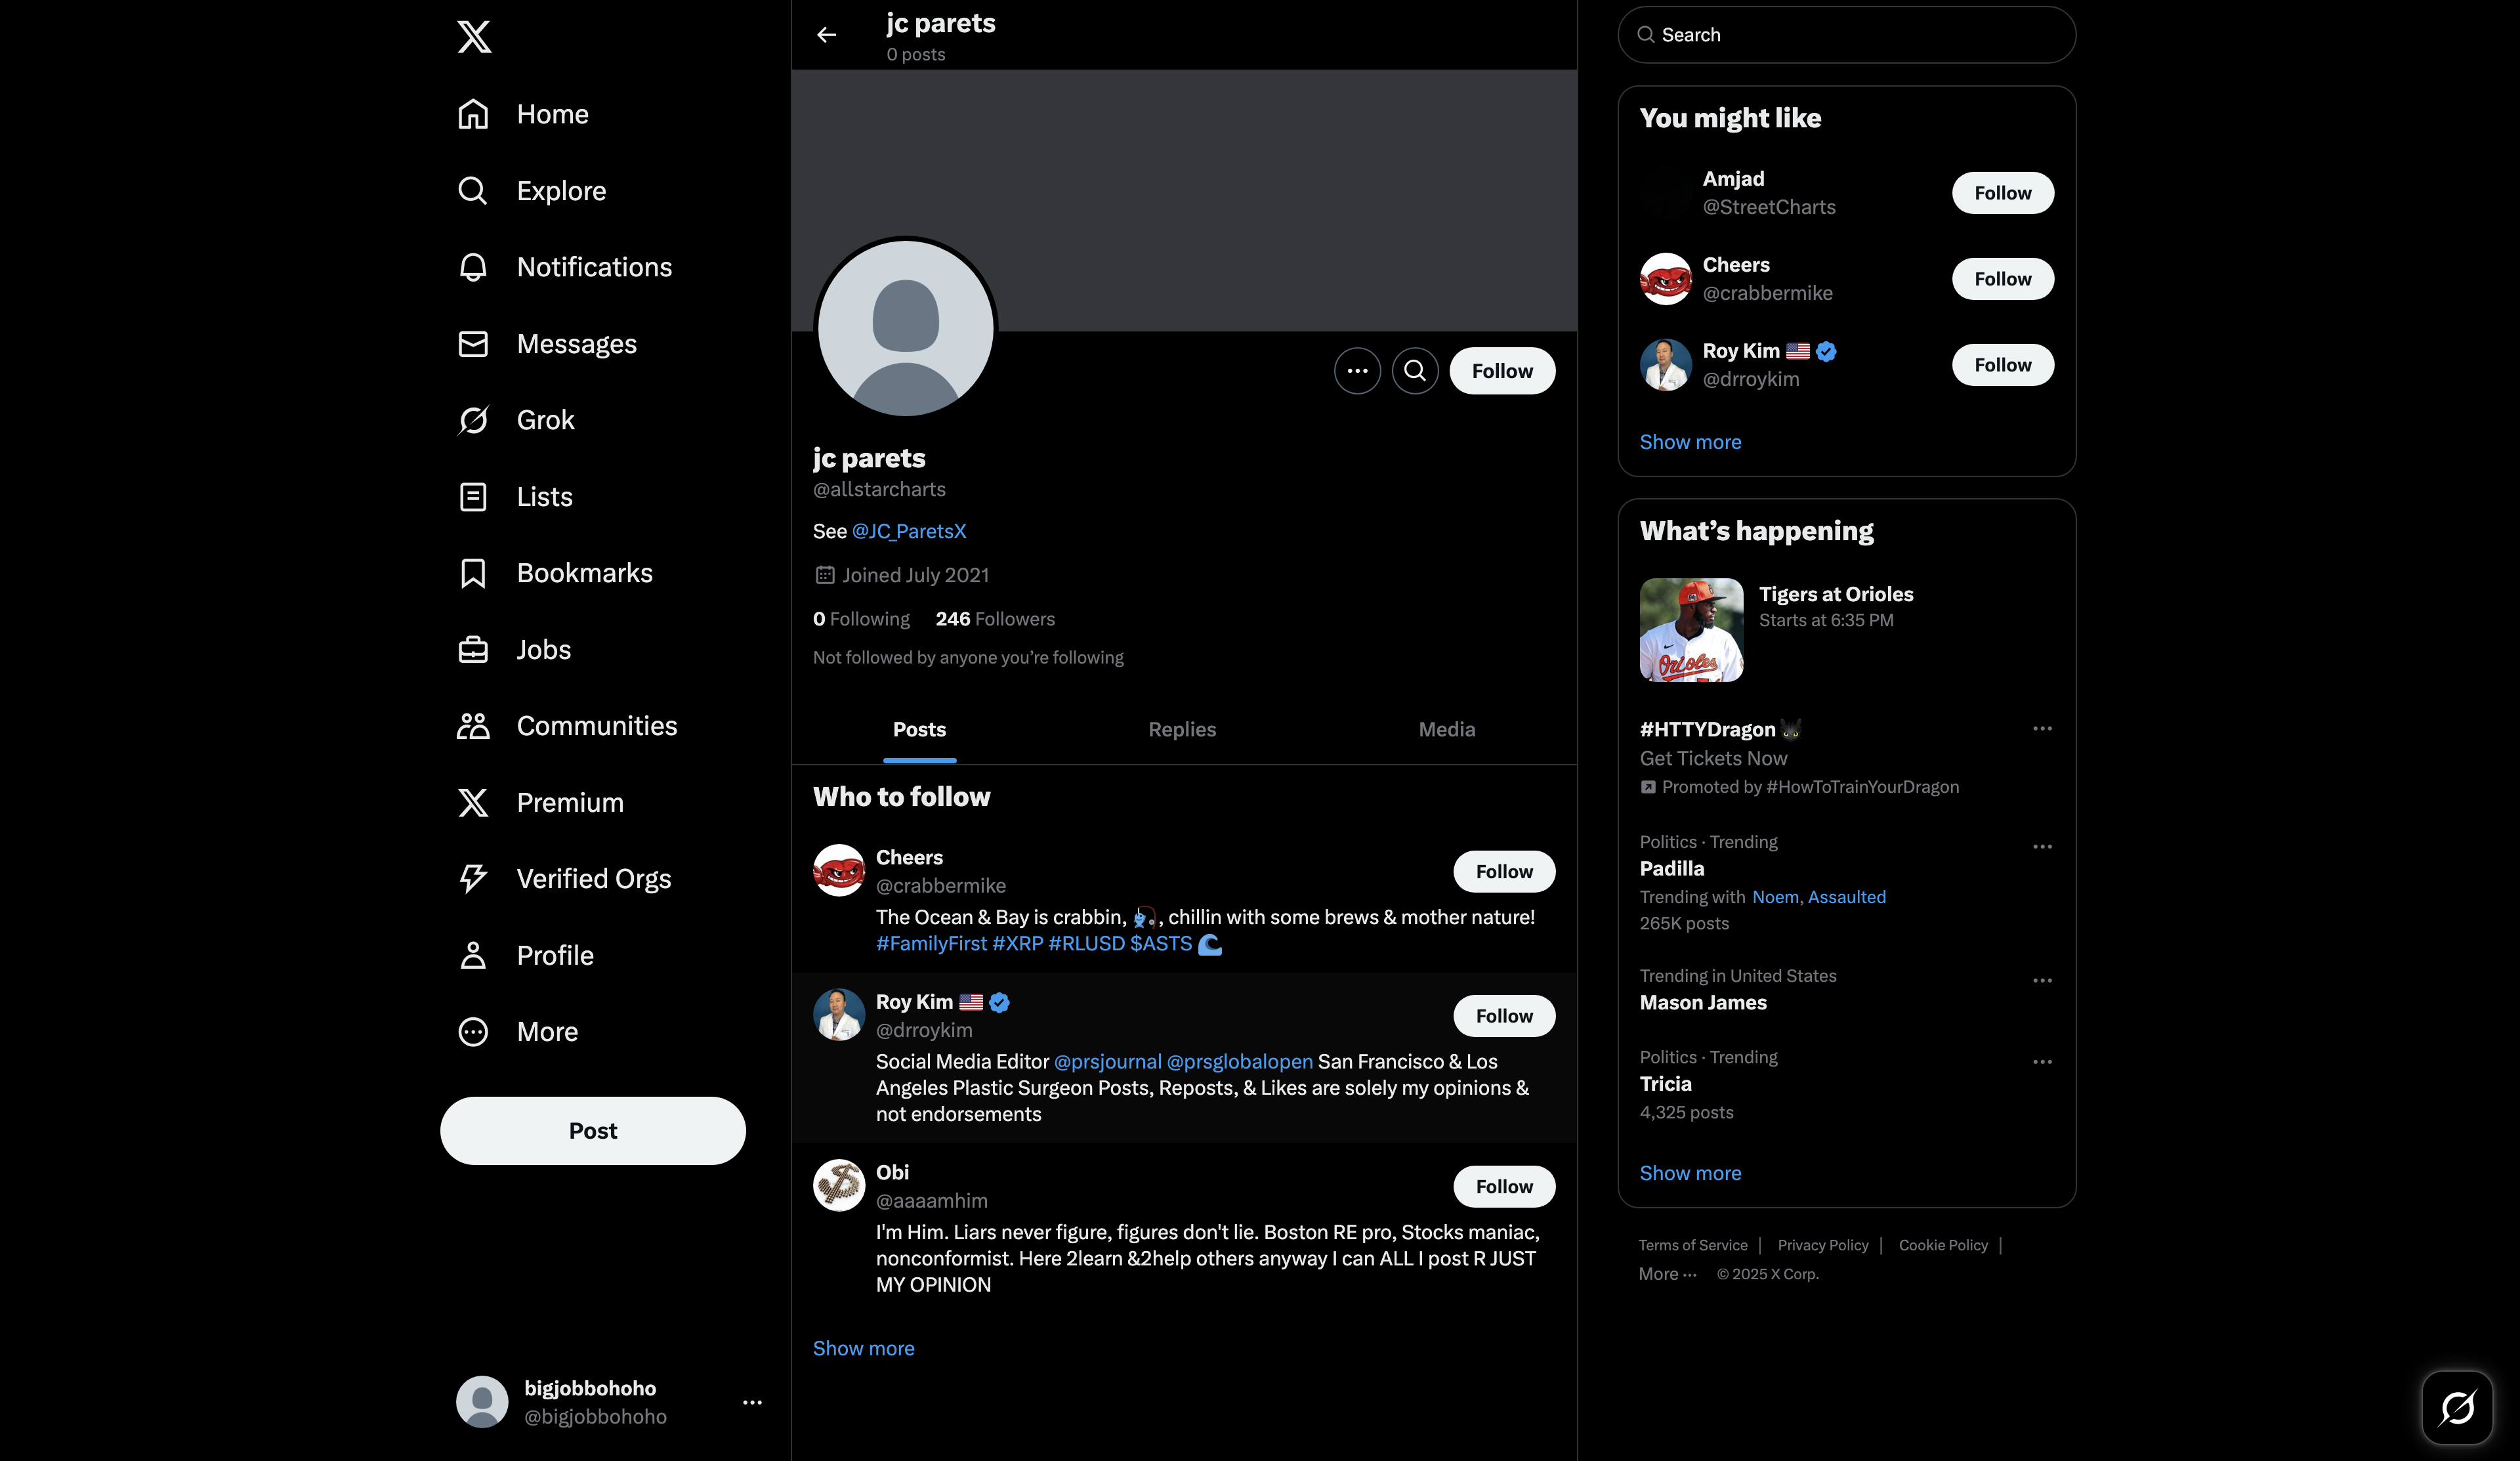 Home
Explore
Notifications
Messages
Grok
Lists
Bookmarks
Jobs
Communities
Premium
Verified Orgs
Profile
More
Post
bigjobbohoho
@bigjobbohoho
jc parets
0 posts
Follow
jc parets
@allstarcharts
See @JC_ParetsX
Joined July 2021
0 Following 246 Followers
Not followed by anyone you’re following
Posts Replies Media
Who to follow
Cheers
@crabbermike
Follow
The Ocean & Bay is crabbin, 🎣, chillin with some brews & mother nature!
#FamilyFirst #XRP #RLUSD $ASTS 🌊
Roy Kim 🇺🇸
@drroykim
Follow
Social Media Editor @prsjournal @prsglobalopen San Francisco & Los
Angeles Plastic Surgeon Posts, Reposts, & Likes are solely my opinions &
not endorsements
Obi
@aaaamhim
Follow
I'm Him. Liars never figure, figures don't lie. Boston RE pro, Stocks maniac,
nonconformist. Here 2learn &2help others anyway I can ALL I post R JUST
MY OPINION
Show more
Search
You might like
Amjad
@StreetCharts
Follow
Cheers
@crabbermike
Follow
Roy Kim 🇺🇸
@drroykim
Follow
Show more
What’s happening
Orioles
Tigers at Orioles
Starts at 6:35 PM
#HTTYDragon
Get Tickets Now
Promoted by #HowToTrainYourDragon
Politics · Trending
Padilla
Trending with Noem, Assaulted
265K posts
Trending in United States
Mason James
Politics · Trending
Tricia
4,325 posts
Show more
Terms of Service | Privacy Policy | Cookie Policy |
More ··· © 2025 X Corp.